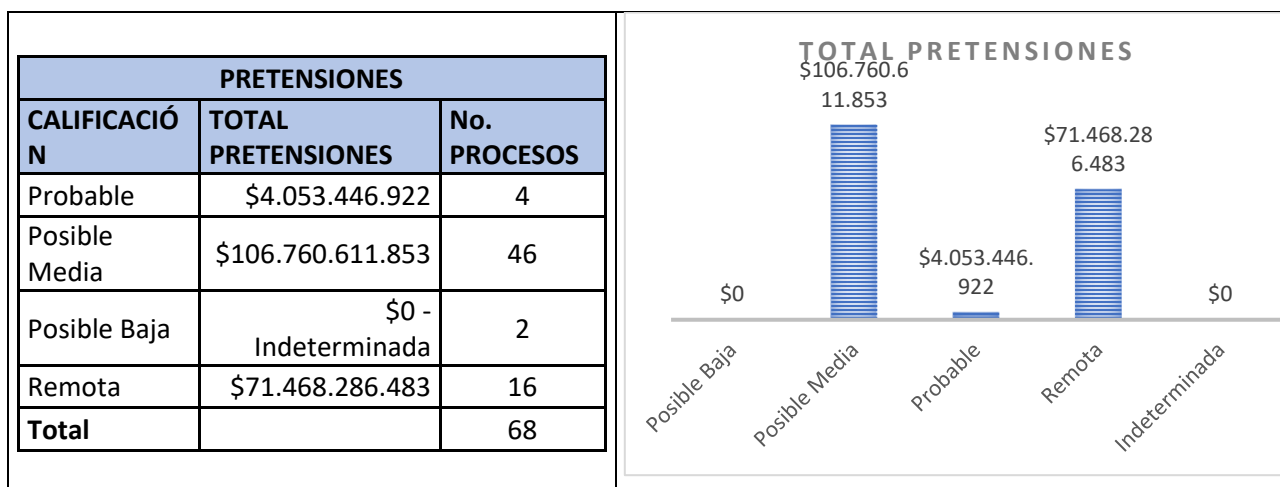 PRETENSIONES
CALIFICACIÓ
N
TOTAL
PRETENSIONES
No.
PROCESOS
Probable
$4.053.446.922
4
Posible
Media
$106.760.611.853
46
Posible Baja
$0 -
Indeterminada
2
Remota
$71.468.286.483
16
Total
68
TOTAL PRETENSIONES
$0
$106.760.6
11.853
$4.053.446.
922
$71.468.28
6.483
$0
Posible Baja
Posible Media
Probable
Remota
Indeterminada